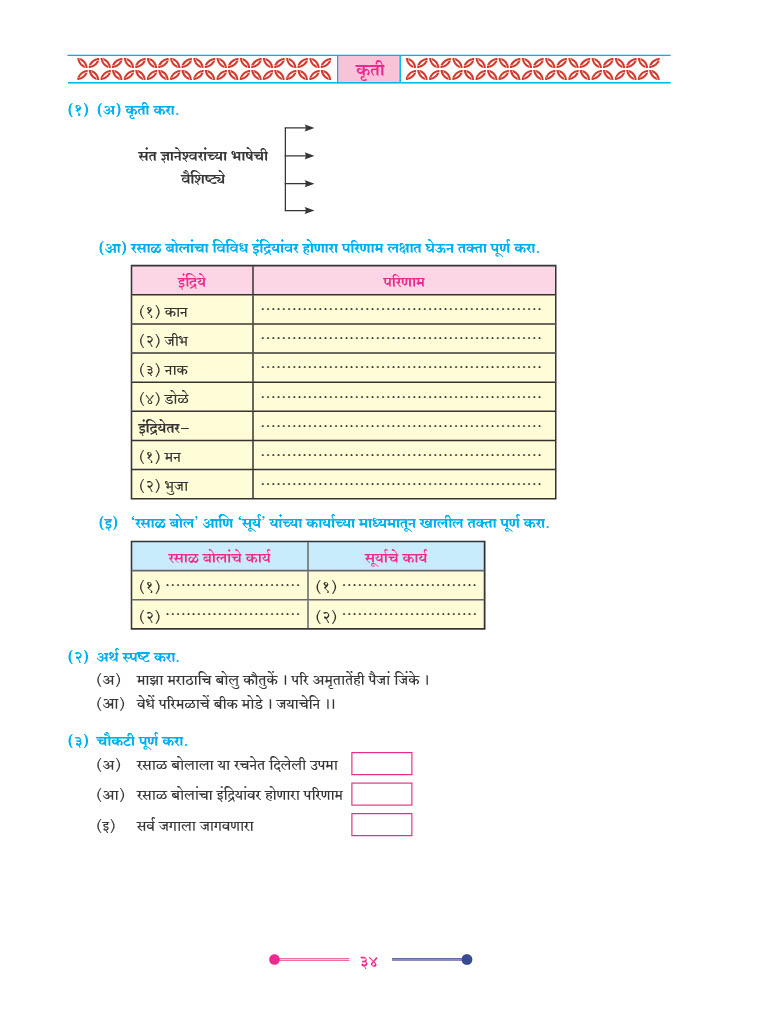 कृती
(१) (अ) कृती करा.
संत ज्ञानेश्वरांच्या भाषेची
वैशिष्ट्ये
(आ) रसाळ बोलांचा विविध इंद्रियांवर होणारा परिणाम लक्षात घेऊन तक्ता पूर्ण करा.
इंद्रिये परिणाम
(१) कान ......................................................
(२) जीभ ......................................................
(३) नाक ......................................................
(४) डोळे ......................................................
इंद्रियेतर– ......................................................
(१) मन ......................................................
(२) भुजा ......................................................
(इ) ‘रसाळ बोल’ आणि ‘सूर्य’ यांच्या कार्याच्या माध्यमातून खालील तक्ता पूर्ण करा.
रसाळ बोलांचे कार्य सूर्याचे कार्य
(१) .......................... (१) ..........................
(२) .......................... (२) ..........................
(२) अर्थ स्पष्ट करा.
(अ) माझा मराठाचि बोलु कौतुकें । परि अमृतातेंही पैजां जिंके ।
(आ) वेधें परिमळाचें बीक मोडे । जयाचेनि ।।
(३) चौकटी पूर्ण करा.
(अ) रसाळ बोलाला या रचनेत दिलेली उपमा
(आ) रसाळ बोलांचा इंद्रियांवर होणारा परिणाम
(इ) सर्व जगाला जागवणारा
३४